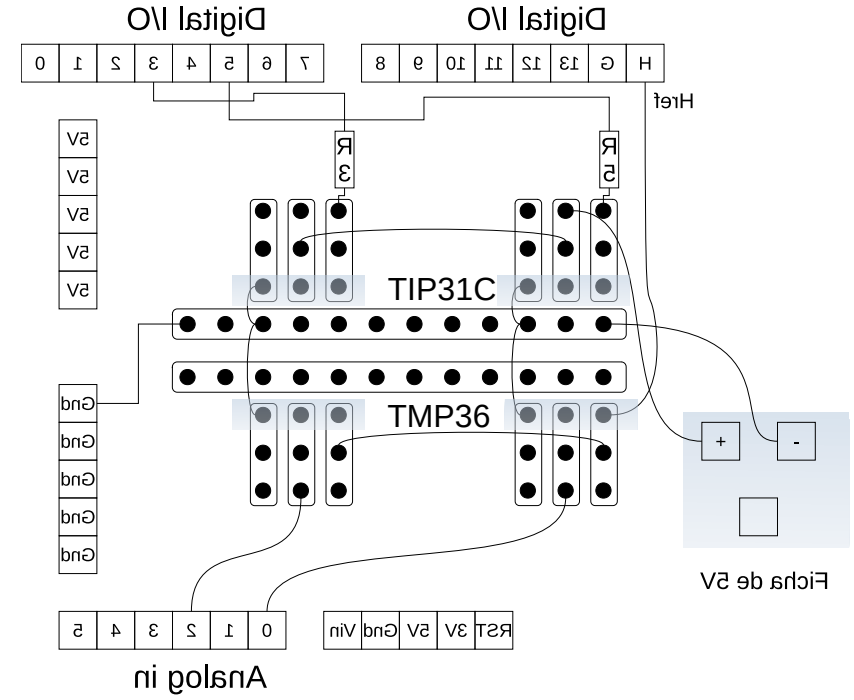 Digital I/O
Digital I/O
0 1 2 3 4 5 6 7
8 9 10 11 12 13 G H
Href
5V
5V
5V
5V
5V
R
3
R
5
TIP31C
Gnd
Gnd
Gnd
Gnd
Gnd
TMP36
+
-
Ficha de 5V
5 4 3 2 1 0
Vin Gnd 5V 3V RST
Analog in